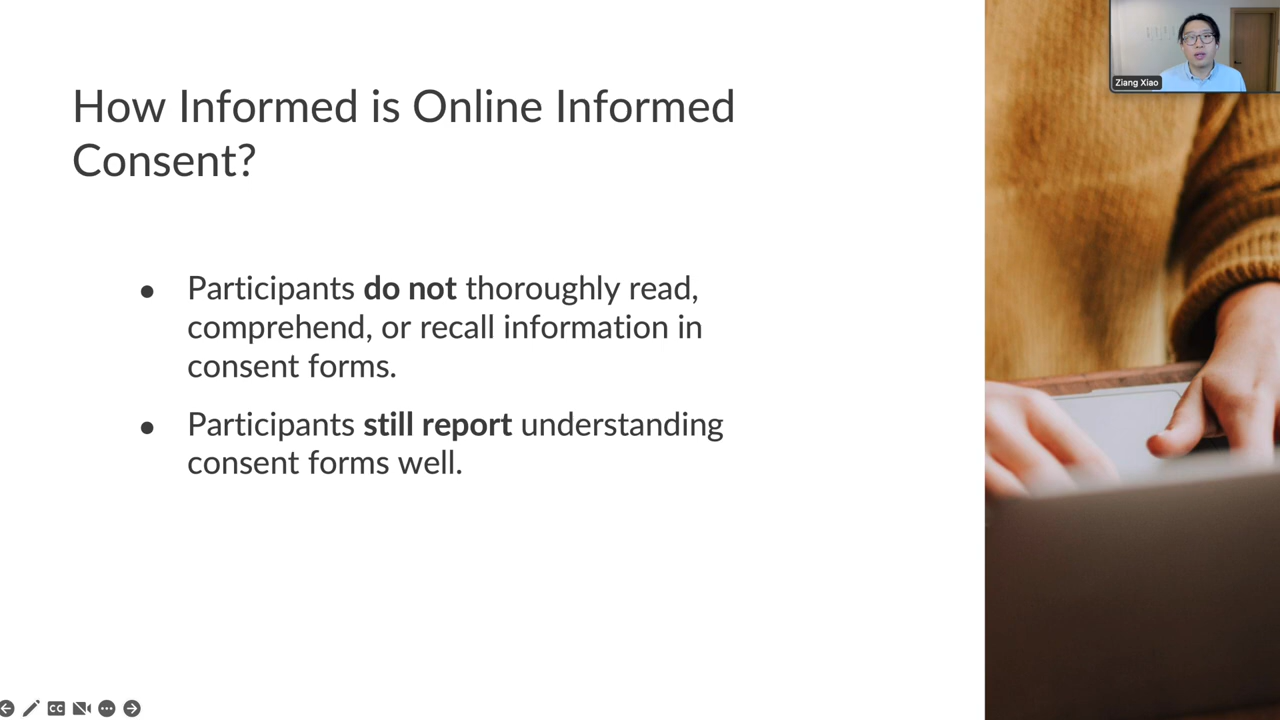 How Informed is Online Informed
Consent?
● Participants do not thoroughly read,
comprehend, or recall information in
consent forms.
● Participants still report understanding
consent forms well.
Ziang Xiao
CC